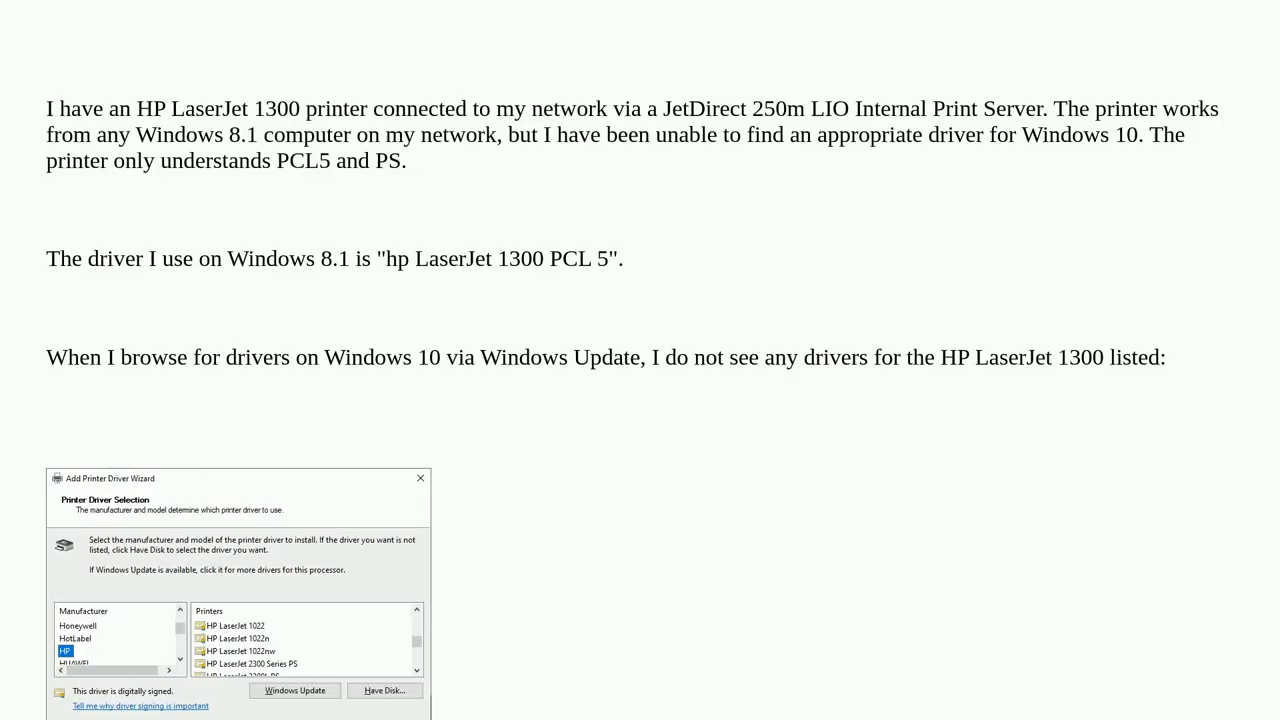 I have an HP LaserJet 1300 printer connected to my network via a JetDirect 250m LIO Internal Print Server. The printer works
from any Windows 8.1 computer on my network, but I have been unable to find an appropriate driver for Windows 10. The
printer only understands PCL5 and PS.
The driver I use on Windows 8.1 is "hp LaserJet 1300 PCL 5".
When I browse for drivers on Windows 10 via Windows Update, I do not see any drivers for the HP LaserJet 1300 listed:
Add Printer Driver Wizard
Printer Driver Selection
The manufacturer and model determine which printer driver to use.
Select the manufacturer and model of the printer driver to install. If the driver you want is not
listed, click Have Disk to select the driver you want.
If Windows Update is available, click it for more drivers for this processor.
Manufacturer
Honeywell
HotLabel
HP
HUAWEI
Printers
HP LaserJet 1022
HP LaserJet 1022n
HP LaserJet 1022nw
HP LaserJet 2300 Series PS
This driver is digitally signed.
Windows Update
Have Disk...
Tell me why driver signing is important